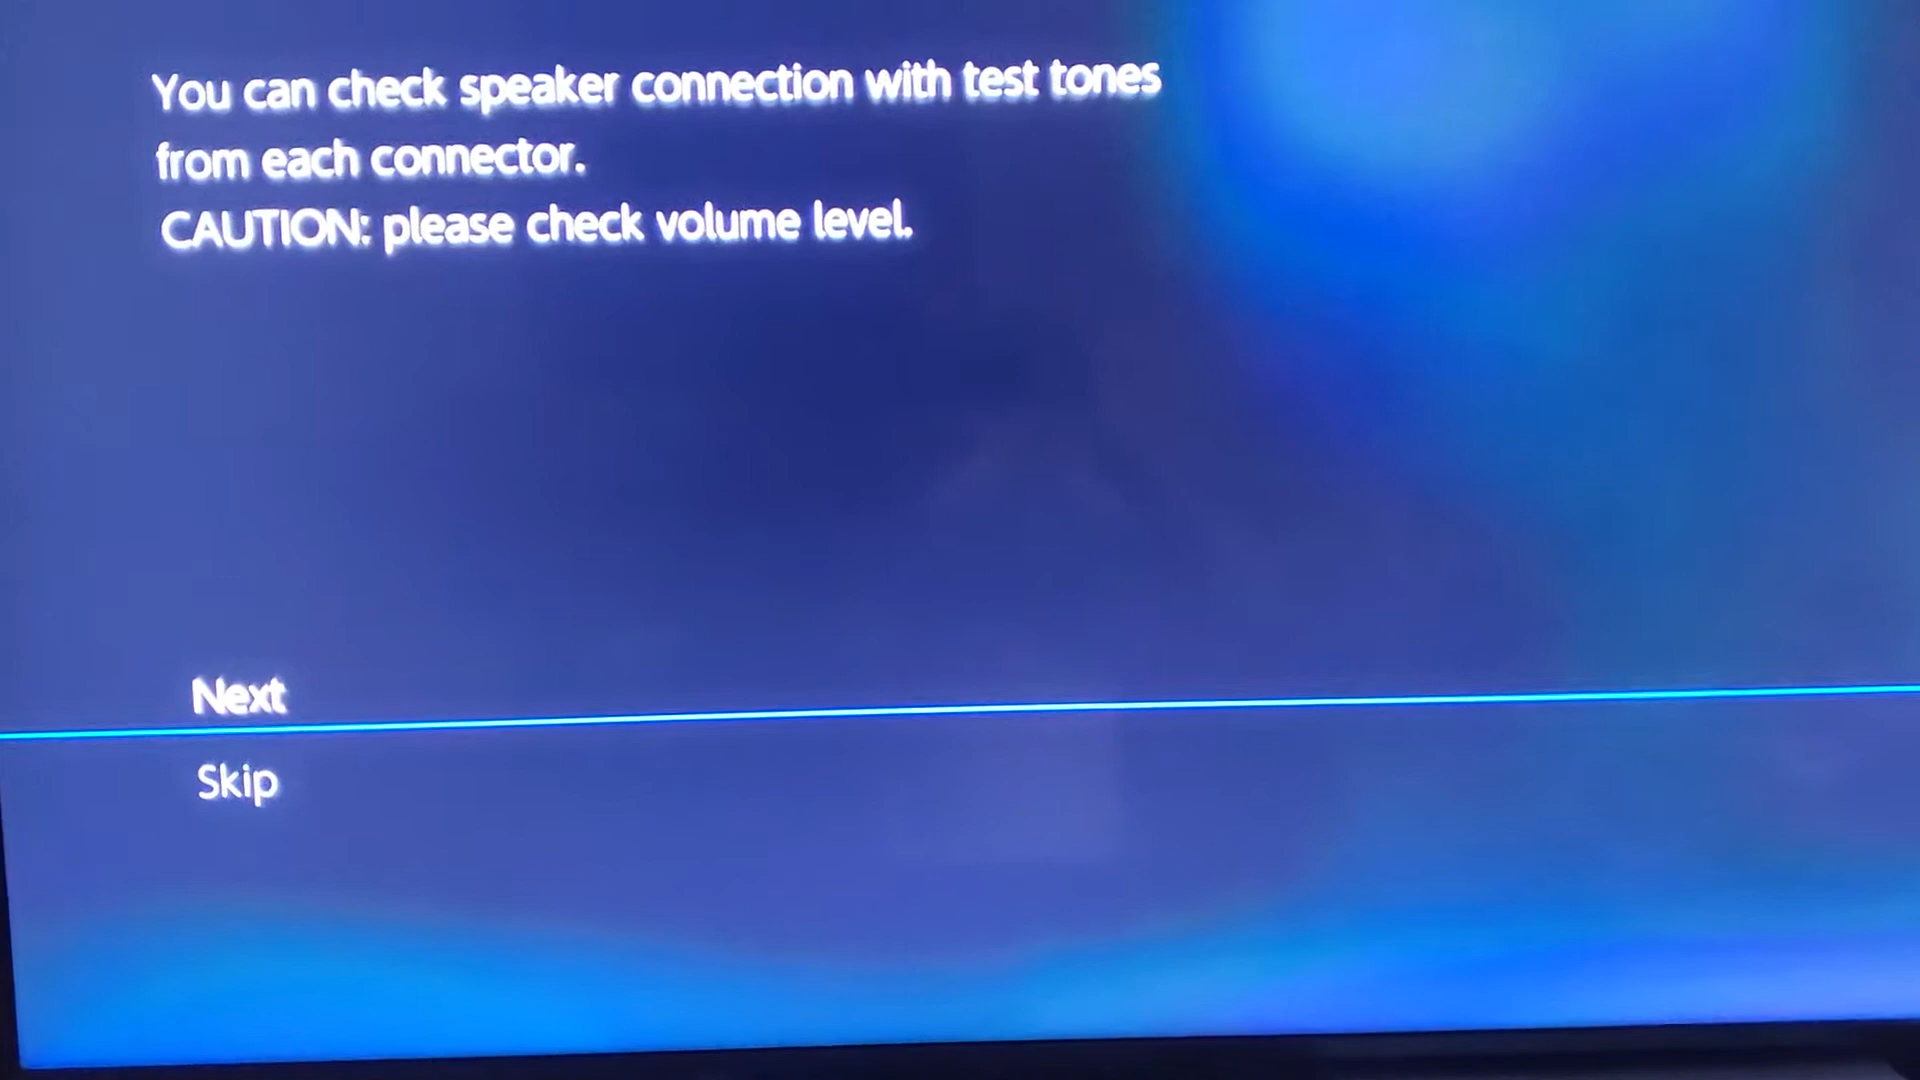 You can check speaker connection with test tones
from each connector.
CAUTION: please check volume level.
Next
Skip